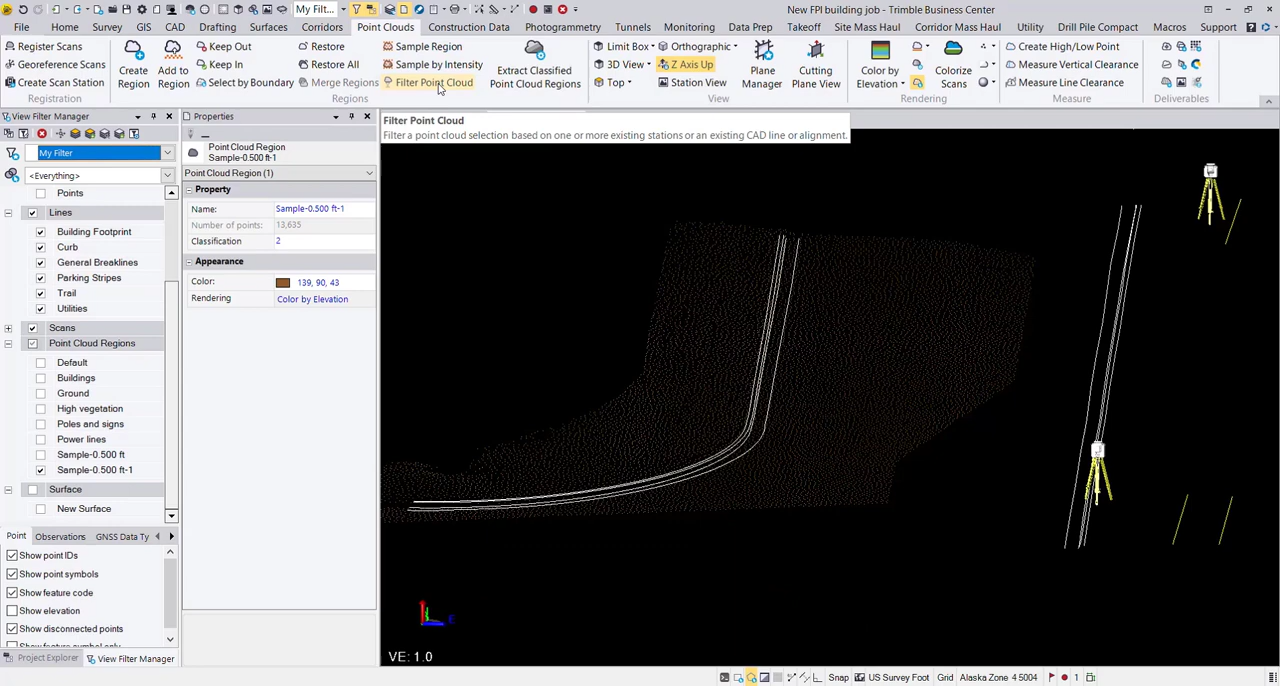 My Filt...
New FPI building job - Trimble Business Center
File Home Survey GIS CAD Drafting Surfaces Corridors Point Clouds Construction Data Photogrammetry Tunnels Monitoring Data Prep Takeoff Site Mass Haul Corridor Mass Haul Utility Drill Pile Compact Macros Support
Register Scans
Georeference Scans
Create Scan Station
Registration
Create Region
Add to Region
Keep Out
Keep In
Select by Boundary
Restore
Restore All
Merge Regions
Sample Region
Sample by Intensity
Filter Point Cloud
Extract Classified Point Cloud Regions
Regions
Limit Box
3D View
Top
Orthographic
Z Axis Up
Station View
Plane Manager
Cutting Plane View
View
Color by Elevation
Colorize Scans
Rendering
Create High/Low Point
Measure Vertical Clearance
Measure Line Clearance
Measure
Deliverables
View Filter Manager
My Filter
<Everything>
Points
Lines
Building Footprint
Curb
General Breaklines
Parking Stripes
Trail
Utilities
Scans
Point Cloud Regions
Default
Buildings
Ground
High vegetation
Poles and signs
Power lines
Sample-0.500 ft
Sample-0.500 ft-1
Surface
New Surface
Point Observations GNSS Data Ty
Show point IDs
Show point symbols
Show feature code
Show elevation
Show disconnected points
Show feature symbol only
Project Explorer View Filter Manager
Properties
Point Cloud Region
Sample-0.500 ft-1
Point Cloud Region (1)
Property
Name: Sample-0.500 ft-1
Number of points: 13,635
Classification 2
Appearance
Color: 139, 90, 43
Rendering Color by Elevation
Filter Point Cloud
Filter a point cloud selection based on one or more existing stations or an existing CAD line or alignment.
E
VE: 1.0
Snap US Survey Foot Grid Alaska Zone 4 5004 1